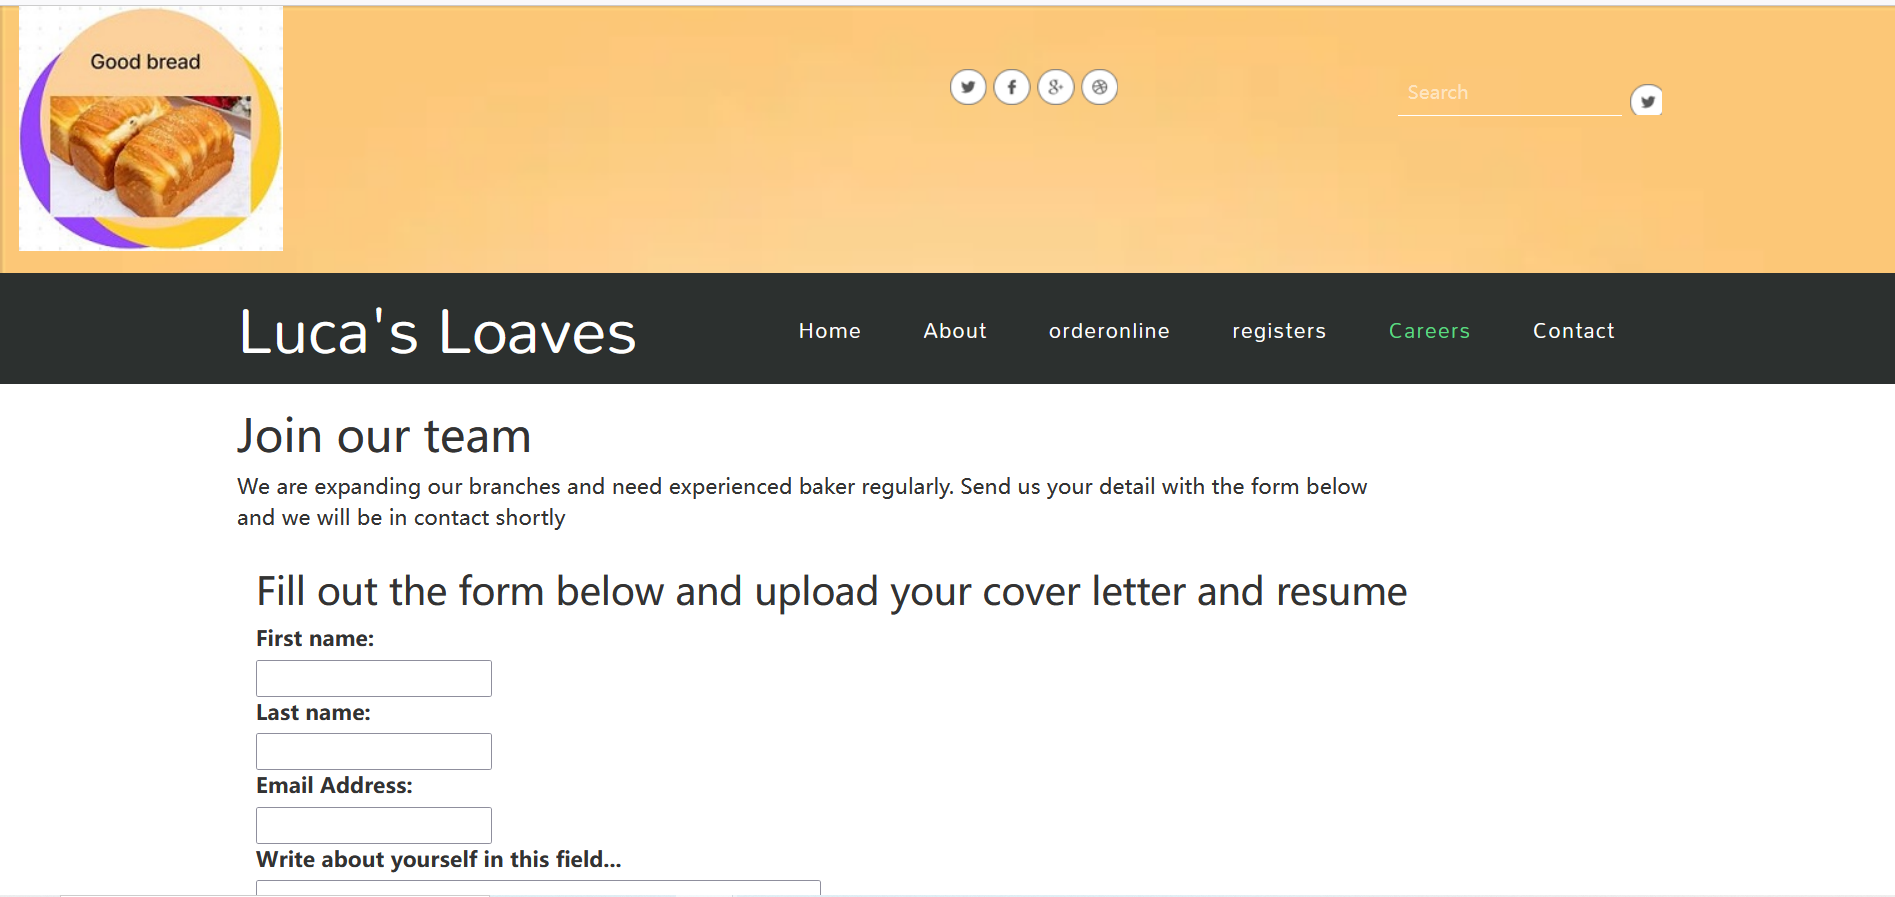 Good bread
Search
Luca's Loaves
Home
About
orderonline
registers
Careers
Contact
Join our team
We are expanding our branches and need experienced baker regularly. Send us your detail with the form below
and we will be in contact shortly
Fill out the form below and upload your cover letter and resume
First name:
Last name:
Email Address:
Write about yourself in this field...